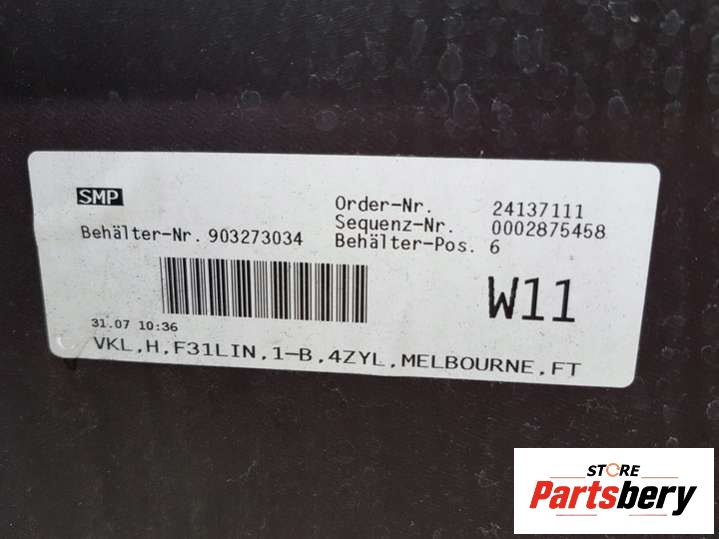 SMP
Order-Nr. 24137111
Sequenz-Nr. 0002875458
Behälter-Nr. 903273034
Behälter-Pos. 6
W11
31.07 10:36
VKL,H,F31LIN,1-B,4ZYL,MELBOURNE,FT
STORE
Partsbery